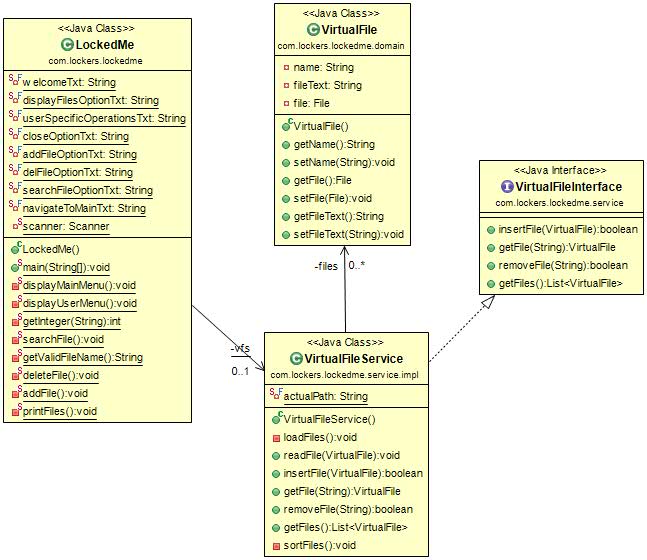 <<Java Class>>
LockedMe
com.lockers.lockedme
welcomeTxt: String
displayFilesOptionTxt: String
userSpecificOperationsTxt: String
closeOptionTxt: String
addFileOptionTxt: String
delFileOptionTxt: String
searchFileOptionTxt: String
navigateToMainTxt: String
scanner: Scanner
LockedMe()
main(String[]):void
displayMainMenu():void
displayUserMenu():void
getInteger(String):int
searchFile():void
getValidFileName():String
deleteFile():void
addFile():void
printFiles():void
<<Java Class>>
VirtualFile
com.lockers.lockedme.domain
name: String
fileText: String
file: File
VirtualFile()
getName():String
setName(String):void
getFile():File
setFile(File):void
getFileText():String
setFileText(String):void
<<Java Interface>>
VirtualFileInterface
com.lockers.lockedme.service
insertFile(VirtualFile):boolean
getFile(String):VirtualFile
removeFile(String):boolean
getFiles():List<VirtualFile>
-files 0..*
-vfs
0..1
<<Java Class>>
VirtualFileService
com.lockers.lockedme.service.impl
actualPath: String
VirtualFileService()
loadFiles():void
readFile(VirtualFile):void
insertFile(VirtualFile):boolean
getFile(String):VirtualFile
removeFile(String):boolean
getFiles():List<VirtualFile>
sortFiles():void